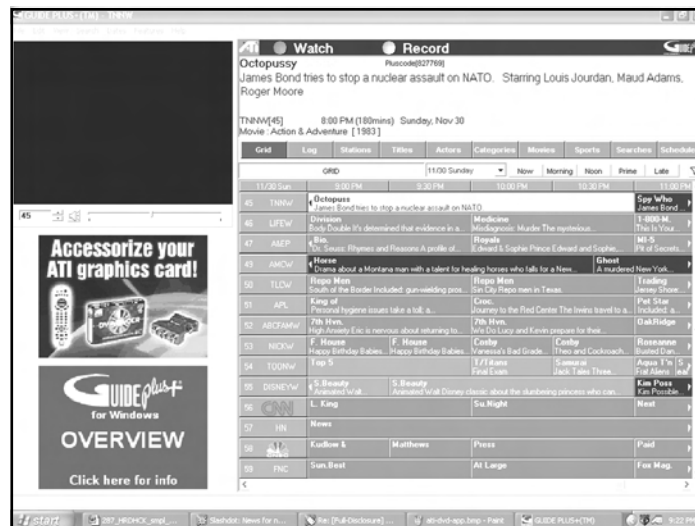 GUIDE PLUS+(TM) - TNNW
ATI Watch Record GUIDE
Octopussy Pluscode(827769)
James Bond tries to stop a nuclear assault on NATO. Starring Louis Jourdan, Maud Adams,
Roger Moore
TNNW[45] 8:00 PM (180mins) Sunday, Nov 30
Movie : Action & Adventure [ 1983 ]
Grid Log Stations Titles Actors Categories Movies Sports Searches Schedule
GRID 11/30 Sunday Now Morning Noon Prime Late
11/30 Sun 9:00 PM 9:30 PM 10:00 PM 10:30 PM 11:00 PM
45 TNNW Octopuss Spy Who
James Bond tries to stop a nuclear assault on NATO. James Bond...
46 LIFEW Division Medicine 1-800-M.
Body Double It's determined that evidence in a... Misdiagnosis: Murder The mysterious... This Is Your...
47 A&EP Bio. Royals MI-5
Dr. Seuss: Rhymes and Reasons A profile of... Edward & Sophie Prince Edward and Sophie,... Pit of Secrets...
49 AMCW Horse Ghost
Drama about a Montana man with a talent for healing horses who falls for a New... A murdered New York...
50 TLCW Repo Men Repo Men Trading
South of the Border Included: gun-wielding pros... Sin City Repo men in Texas. Jersey Shore...
51 APL King of Croc. Pet Star
Personal hygiene issues take a toll; a... Journey to the Red Center The Irwins travel to a... Included: a...
52 ABCFAMW 7th Hvn. 7th Hvn. OakRidge
High Anxiety Eric is nervous about returning to... We Do Lucy and Kevin prepare for their...
53 NICKW F. House F. House Cosby Cosby Roseanne
Happy Birthday Babies... Happy Birthday Babies... Vanessa's Bad Grade... Theo and Cockroach... Busted Dan...
54 TOONW Top 5 T/Titans Samurai Aqua T'n S
Final Exam Jack Tales Three...
55 DISNEYW S.Beauty S.Beauty Kim Poss
Animated Walt... Animated Walt Disney classic about the slumbering princess who can... Kim Possible...
56 CNN L. King Su.Night Next
57 HN News
58 CNBC Kudlow & Matthews Press Paid
59 FNC Sun.Best At Large Fox Mag.
45
Accessorize your
ATI graphics card!
GUIDE plus+
for Windows
OVERVIEW
Click here for info
start 287_HRDHCX_smpl_... Slashdot: News for n... Re: [Full-Disclosure] ... ati-dvd-app.bmp - Paint GUIDE PLUS+(TM) 9:22 PM